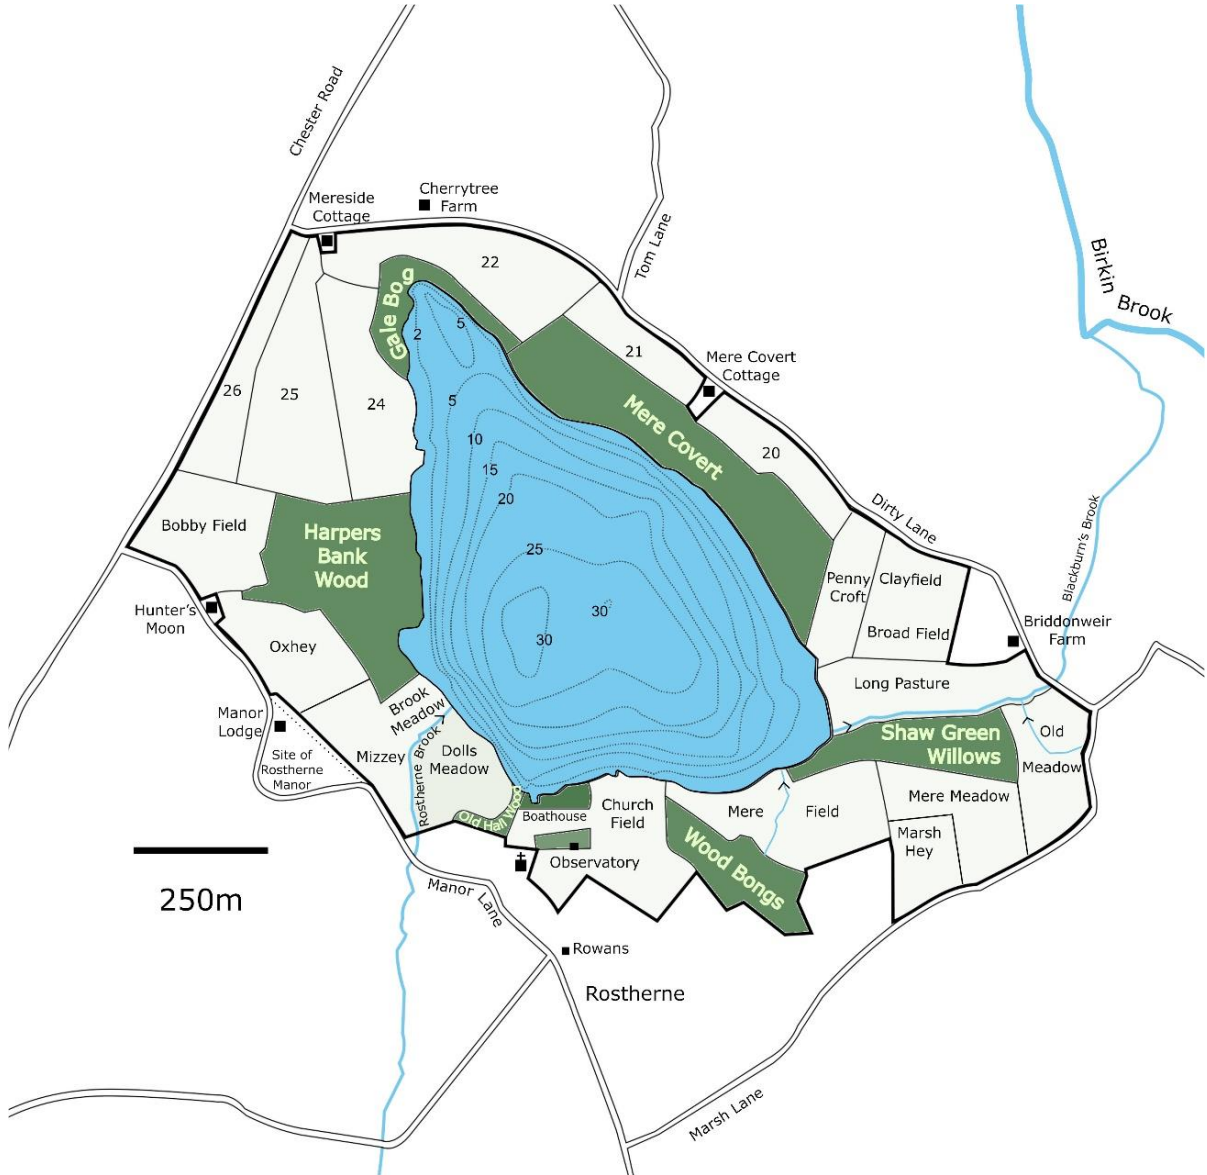 Chester Road
Mereside
Cottage
Cherrytree
Farm
Tom Lane
Birkin Brook
22
Gale Bog
2
5
21
Mere Covert
Cottage
26
25
24
5
Mere Covert
10
20
15
20
Dirty Lane
Blackburn's Brook
Bobby Field
Harpers
Bank
Wood
25
Penny
Croft
Clayfield
Hunter's
Moon
30
30
Briddonweir
Farm
Broad Field
Oxhey
Long Pasture
Brook
Meadow
Manor
Lodge
Rostherne Brook
Mizzey
Dolls
Meadow
Shaw Green
Willows
Old
Meadow
Site of
Rostherne
Manor
Old Hall Wood
Boathouse
Church
Field
Mere
Field
Mere Meadow
Marsh
Hey
Observatory
Wood Bongs
250m
Manor Lane
Rowans
Rostherne
Marsh Lane